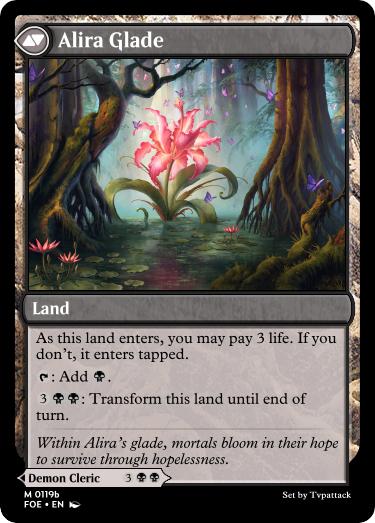 Alira Glade
Land
As this land enters, you may pay 3 life. If you
don't, it enters tapped.
: Add .
3 : Transform this land until end of
turn.
Within Alira's glade, mortals bloom in their hope
to survive through hopelessness.
Demon Cleric 3
M 0119b
FOE • EN
Set by Tvpattack